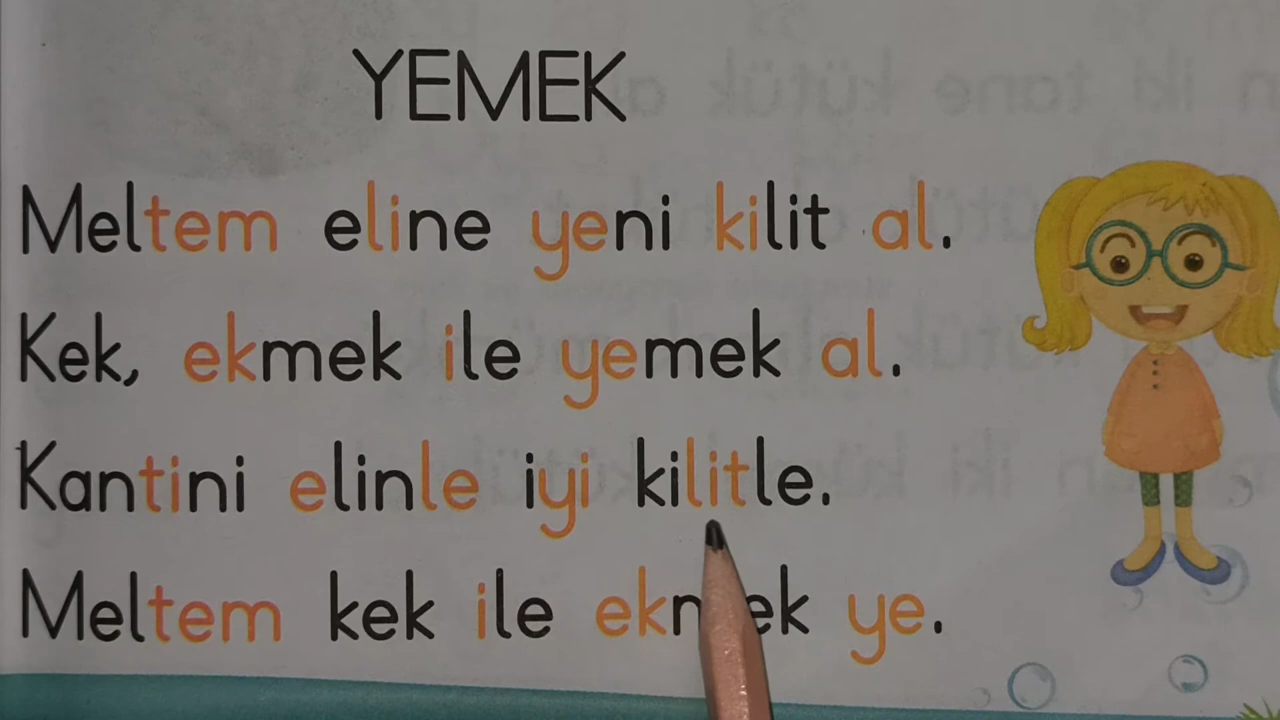 YEMEK
Meltem eline yeni kilit al.
Kek, ekmek ile yemek al.
Kantini elinle iyi kilitle.
Meltem kek ile ekmek ye.